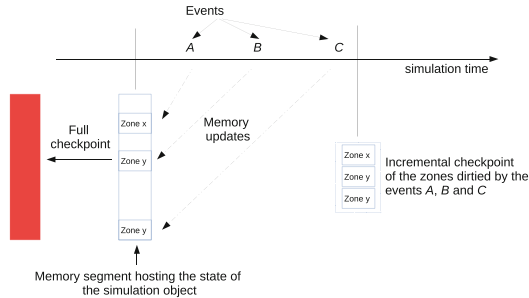 Events
A
B
C
simulation time
Zone x
Full
checkpoint
Memory
updates
Zone y
Zone y
Zone x
Zone y
Zone y
Incremental checkpoint
of the zones dirtied by the
events A, B and C
Memory segment hosting the state of
the simulation object